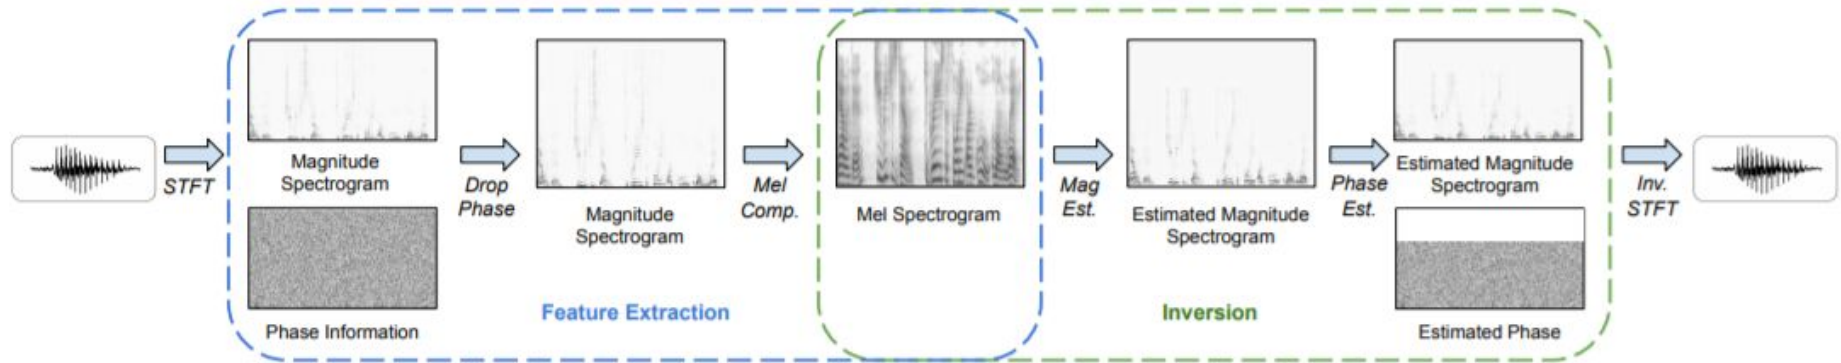 STFT
Magnitude
Spectrogram
Phase Information
Drop
Phase
Magnitude
Spectrogram
Feature Extraction
Mel
Comp.
Mel Spectrogram
Mag
Est.
Estimated Magnitude
Spectrogram
Inversion
Phase
Est.
Estimated Magnitude
Spectrogram
Estimated Phase
Inv.
STFT